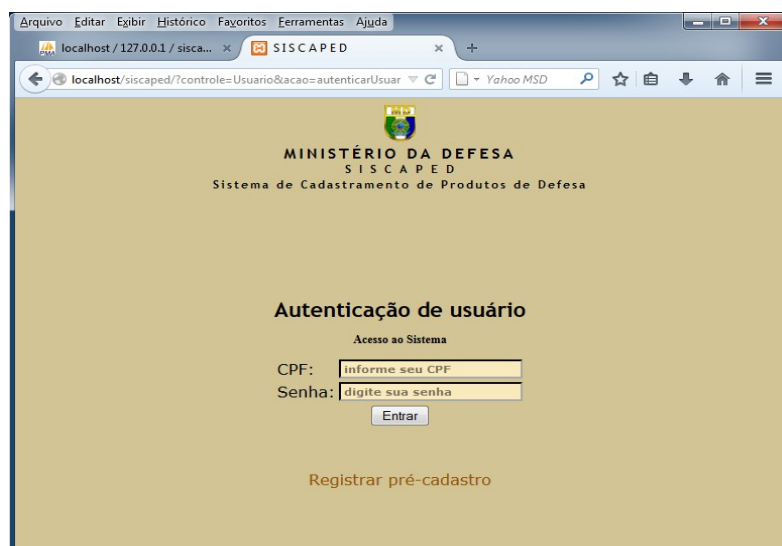 Arquivo Editar Exibir Histórico Favoritos Ferramentas Ajuda
localhost / 127.0.0.1 / sisca... × SISCAPED × +
localhost/siscaped/?controle=Usuario&acao=autenticarUsuar Yahoo MSD
MD
MINISTÉRIO DA DEFESA
SISCAPED
Sistema de Cadastramento de Produtos de Defesa
Autenticação de usuário
Acesso ao Sistema
CPF: informe seu CPF
Senha: digite sua senha
Entrar
Registrar pré-cadastro